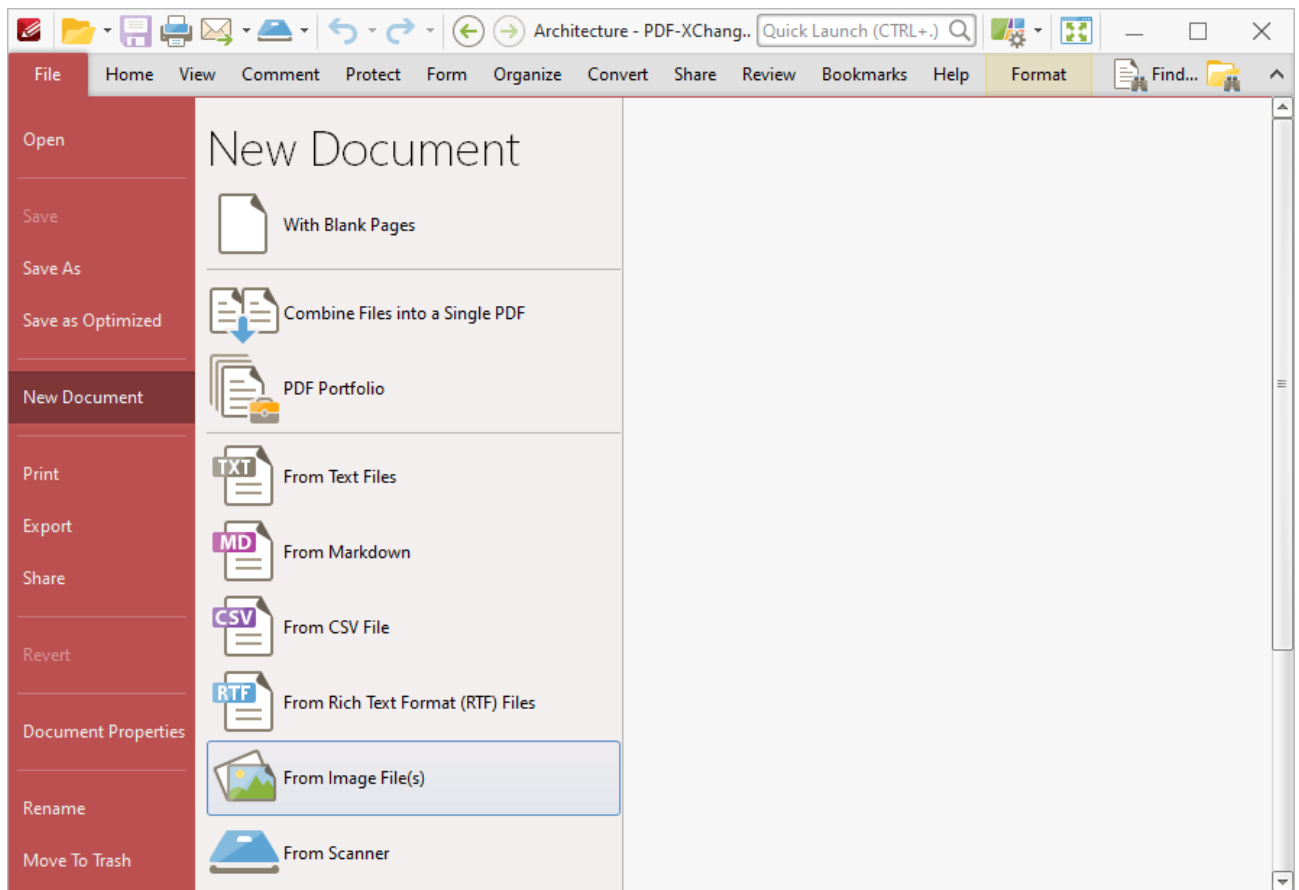 Architecture - PDF-XChang.. Quick Launch (CTRL+.)
File Home View Comment Protect Form Organize Convert Share Review Bookmarks Help Format Find...
Open
Save
Save As
Save as Optimized
New Document
Print
Export
Share
Revert
Document Properties
Rename
Move To Trash
New Document
With Blank Pages
Combine Files into a Single PDF
PDF Portfolio
TXT From Text Files
MD From Markdown
CSV From CSV File
RTF From Rich Text Format (RTF) Files
From Image File(s)
From Scanner